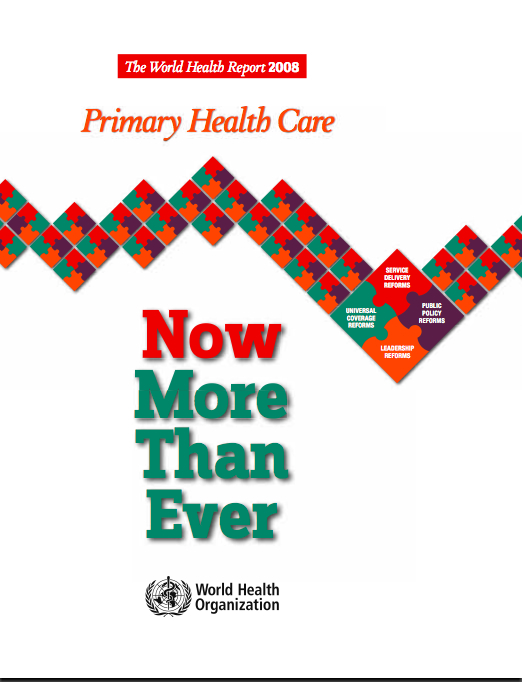 The World Health Report 2008
Primary Health Care
SERVICE
DELIVERY
REFORMS
UNIVERSAL
COVERAGE
REFORMS
PUBLIC
POLICY
REFORMS
LEADERSHIP
REFORMS
Now
More
Than
Ever
World Health
Organization